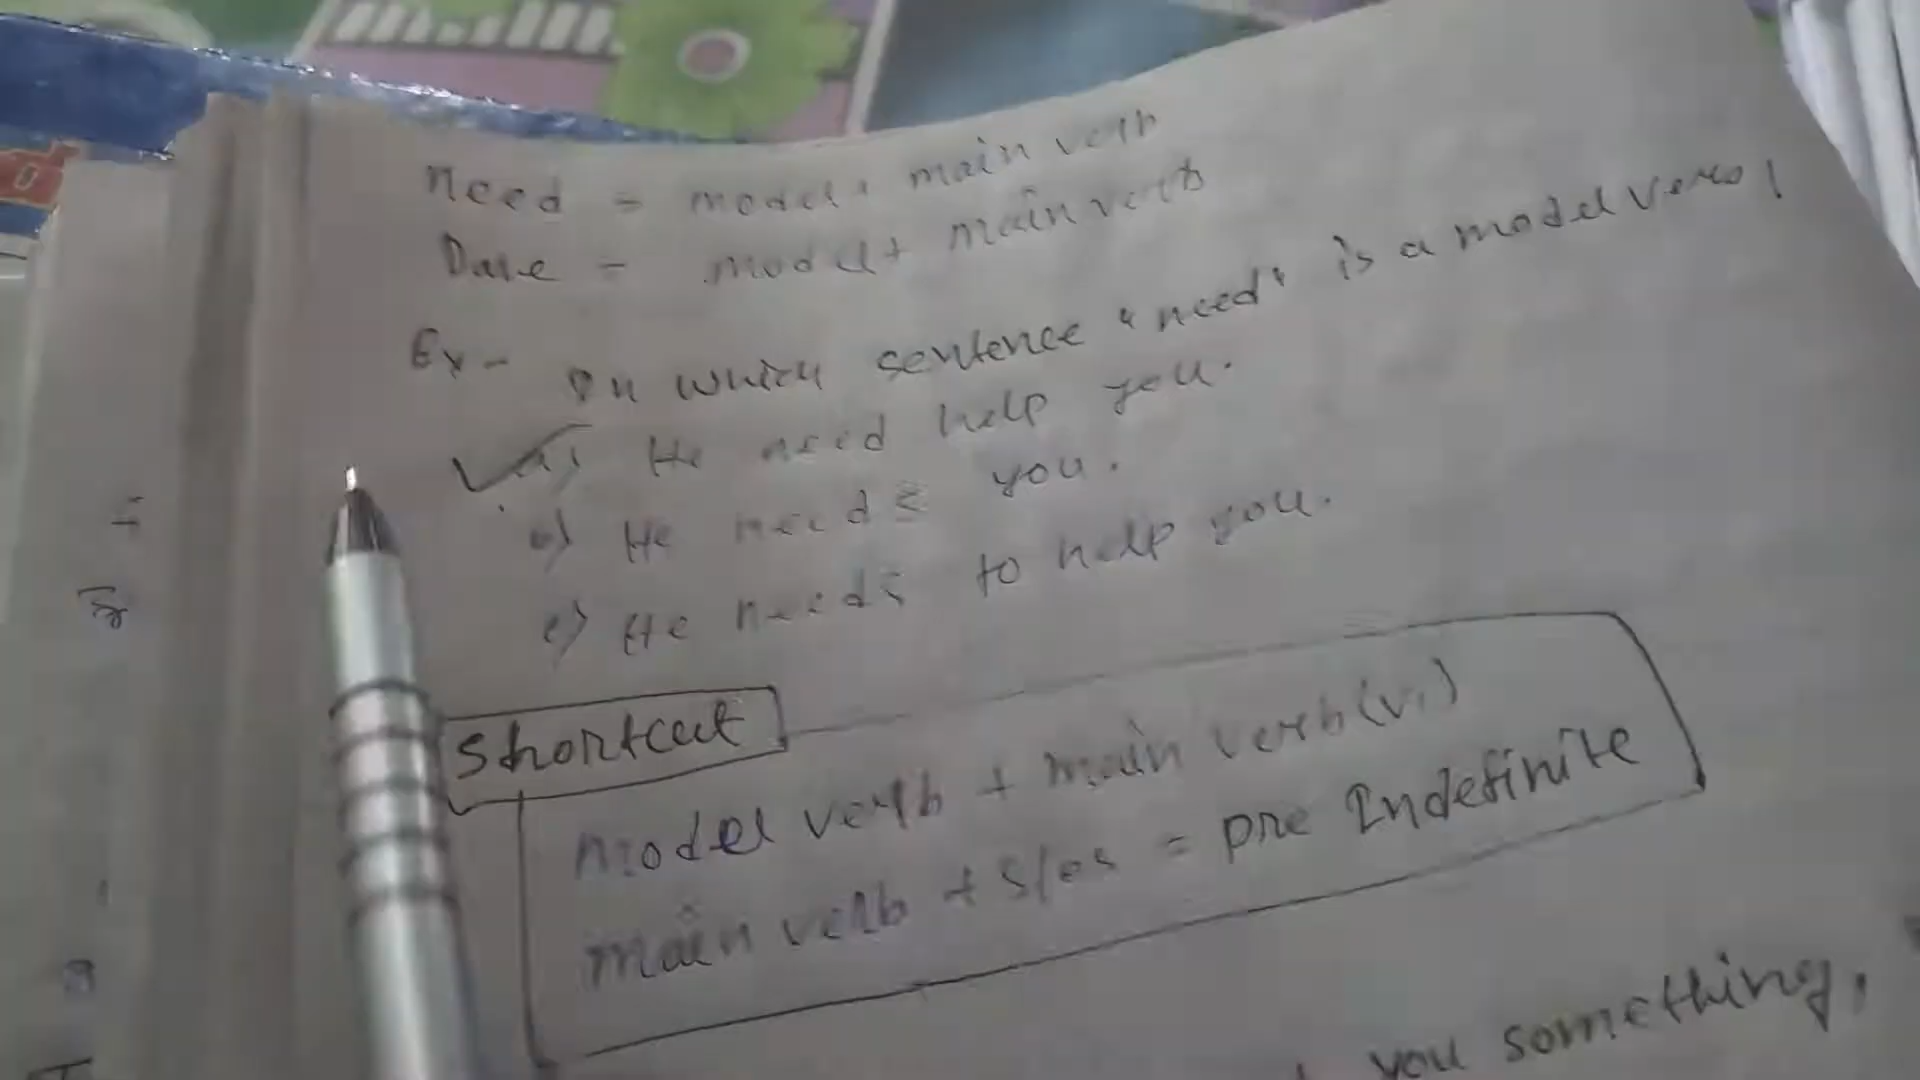 need = model + main verb
Dare = model + main verb
Ex - In which sentence "need" is a model verb?
a) He need help you.
b) He needs you.
c) He needs to help you.
Shortcut
model verb + main verb (v1)
main verb + s/es = pre Indefinite
you something,